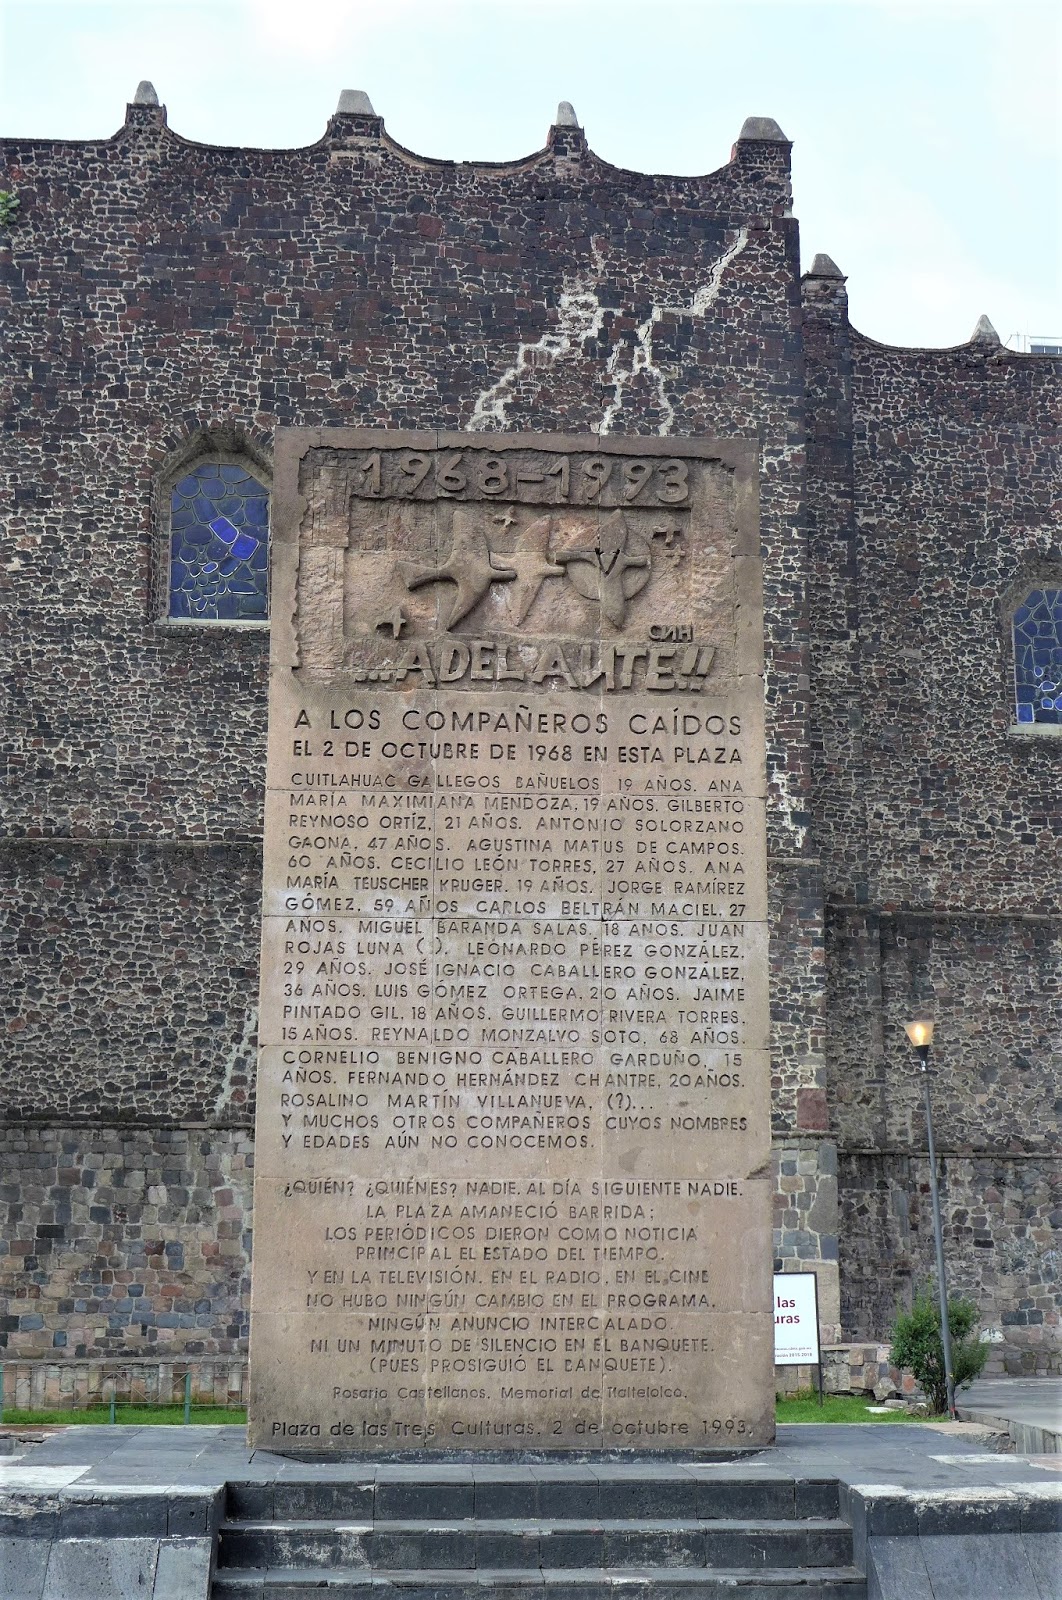 1968-1993
CИH
...ADELAИTE!!
A LOS COMPAÑEROS CAÍDOS
EL 2 DE OCTUBRE DE 1968 EN ESTA PLAZA
CUITLAHUAC GALLEGOS BAÑUELOS, 19 AÑOS. ANA
MARÍA MAXIMIANA MENDOZA, 19 AÑOS. GILBERTO
REYNOSO ORTÍZ, 21 AÑOS. ANTONIO SOLORZANO
GAONA, 47 AÑOS. AGUSTINA MATUS DE CAMPOS,
60 AÑOS. CECILIO LEÓN TORRES, 27 AÑOS. ANA
MARÍA TEUSCHER KRUGER, 19 AÑOS. JORGE RAMÍREZ
GÓMEZ, 59 AÑOS. CARLOS BELTRÁN MACIEL, 27
AÑOS. MIGUEL BARANDA SALAS, 18 AÑOS. JUAN
ROJAS LUNA (.). LEONARDO PÉREZ GONZÁLEZ,
29 AÑOS. JOSÉ IGNACIO CABALLERO GONZÁLEZ,
36 AÑOS. LUIS GÓMEZ ORTEGA, 20 AÑOS. JAIME
PINTADO GIL, 18 AÑOS. GUILLERMO RIVERA TORRES,
15 AÑOS. REYNALDO MONZALVO SOTO, 68 AÑOS.
CORNELIO BENIGNO CABALLERO GARDUÑO, 15
AÑOS. FERNANDO HERNÁNDEZ CHANTRE, 20 AÑOS.
ROSALINO MARTÍN VILLANUEVA, (?)...
Y MUCHOS OTROS COMPAÑEROS CUYOS NOMBRES
Y EDADES AÚN NO CONOCEMOS.
¿QUIÉN? ¿QUIÉNES? NADIE. AL DÍA SIGUIENTE NADIE.
LA PLAZA AMANECIÓ BARRIDA;
LOS PERIÓDICOS DIERON COMO NOTICIA
PRINCIPAL EL ESTADO DEL TIEMPO.
Y EN LA TELEVISIÓN, EN EL RADIO, EN EL CINE
NO HUBO NINGÚN CAMBIO EN EL PROGRAMA,
NINGÚN ANUNCIO INTERCALADO,
NI UN MINUTO DE SILENCIO EN EL BANQUETE.
(PUES PROSIGUIÓ EL BANQUETE).
Rosario Castellanos. Memorial de Tlaltelolco.
Plaza de las Tres Culturas, 2 de octubre 1993.
las
uras